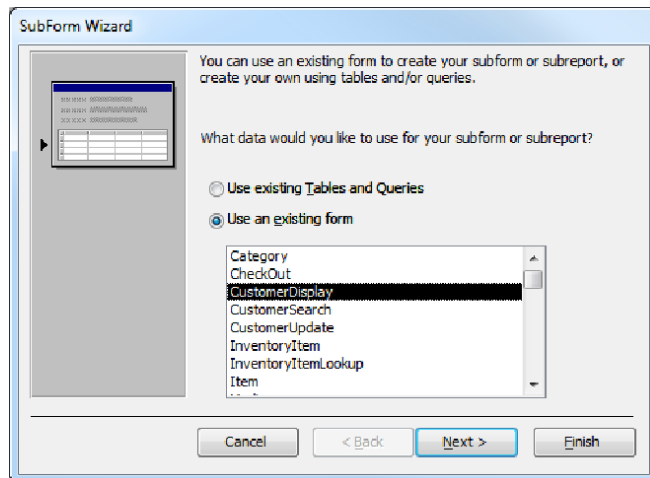 SubForm Wizard
You can use an existing form to create your subform or subreport, or
create your own using tables and/or queries.
What data would you like to use for your subform or subreport?
Use existing Tables and Queries
Use an existing form
Category
CheckOut
CustomerDisplay
CustomerSearch
CustomerUpdate
InventoryItem
InventoryItemLookup
Item
Cancel
< Back
Next >
Finish